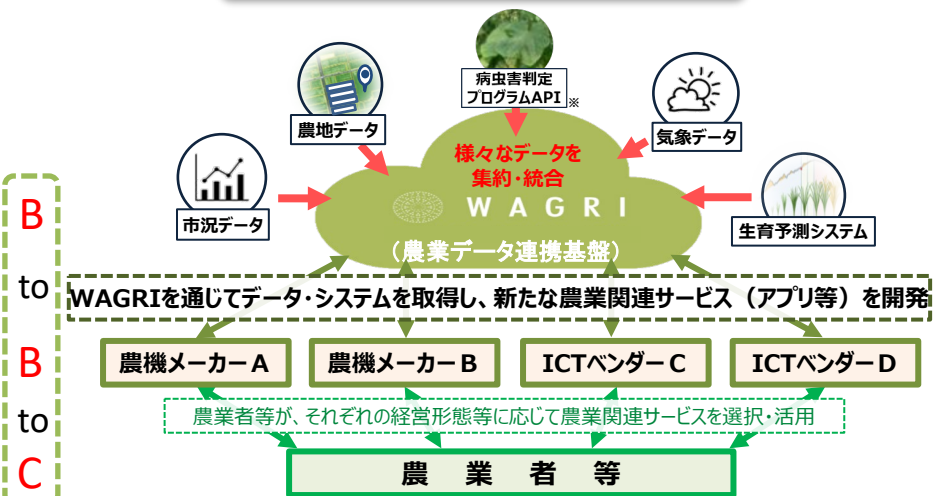 病虫害判定
プログラムAPI※
農地データ
気象データ
様々なデータを
集約・統合
市況データ
WAGRI
生育予測システム
（農業データ連携基盤）
B
to
B
to
C
WAGRIを通じてデータ・システムを取得し、新たな農業関連サービス（アプリ等）を開発
農機メーカーA
農機メーカーB
ICTベンダーC
ICTベンダーD
農業者等が、それぞれの経営形態等に応じて農業関連サービスを選択・活用
農業者等